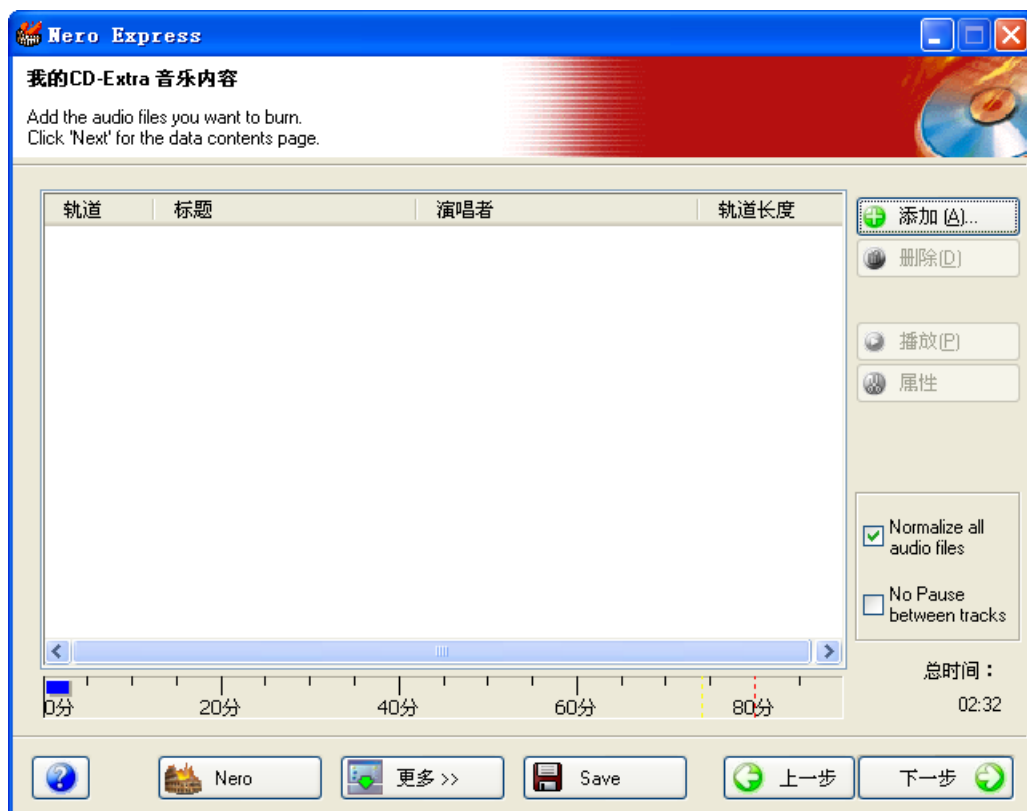 Nero Express
我的CD-Extra 音乐内容
Add the audio files you want to burn.
Click 'Next' for the data contents page.
轨道 标题 演唱者 轨道长度
添加 (A)...
删除(D)
播放(P)
属性
Normalize all
audio files
No Pause
between tracks
总时间：
02:32
0分 20分 40分 60分 80分
? Nero 更多 >> Save 上一步 下一步